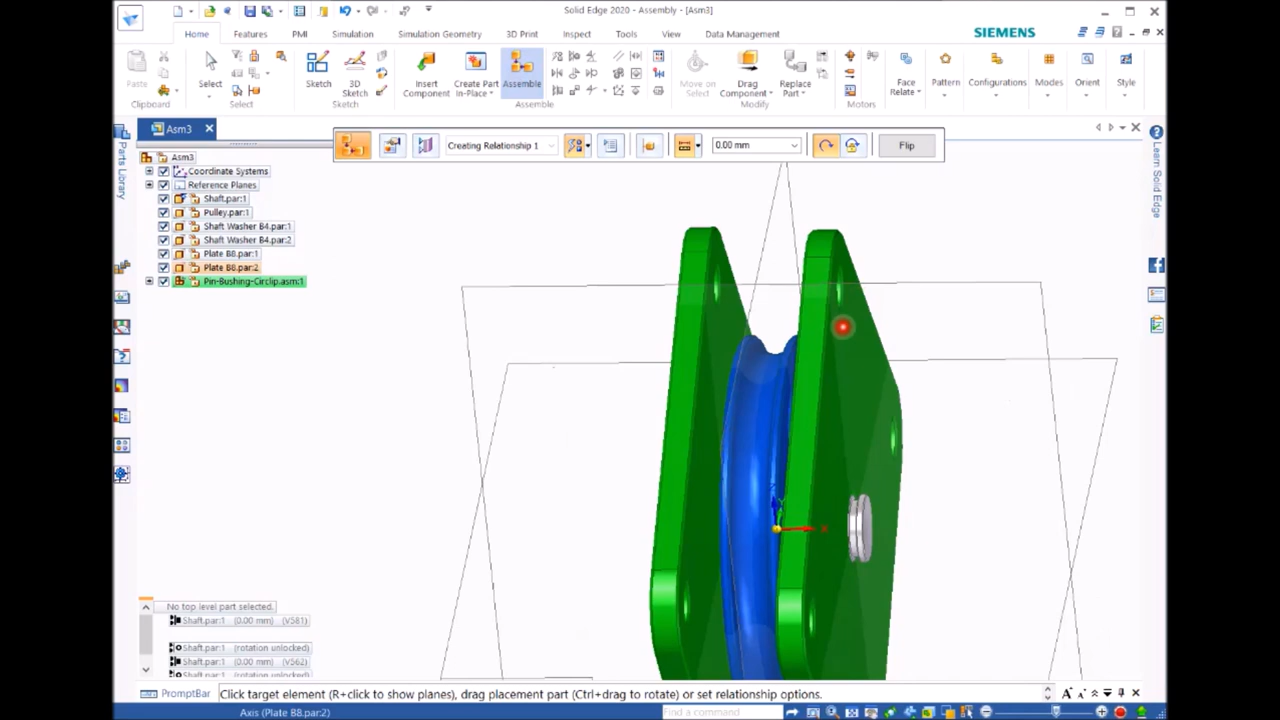 Solid Edge 2020 - Assembly - [Asm3]
Home Features PMI Simulation Simulation Geometry 3D Print Inspect Tools View Data Management SIEMENS
Paste Select Sketch 3D Sketch Insert Component Create Part In-Place Assemble Move on Select Drag Component Replace Part Face Relate Pattern Configurations Modes Orient Style
Clipboard Select Sketch Assemble Modify Motors
Asm3
Creating Relationship 1 0.00 mm Flip
Parts Library
Learn Solid Edge
Asm3
Coordinate Systems
Reference Planes
Shaft.par:1
Pulley.par:1
Shaft Washer B4.par:1
Shaft Washer B4.par:2
Plate B8.par:1
Plate B8.par:2
Pin-Bushing-Circlip.asm:1
No top level part selected.
Shaft.par:1 (0.00 mm) (V581)
Shaft.par:1 (rotation unlocked)
Shaft.par:1 (0.00 mm) (V562)
Shaft.par:1 (rotation unlocked)
PromptBar Click target element (R+click to show planes), drag placement part (Ctrl+drag to rotate) or set relationship options.
Axis (Plate B8.par:2) Find a command